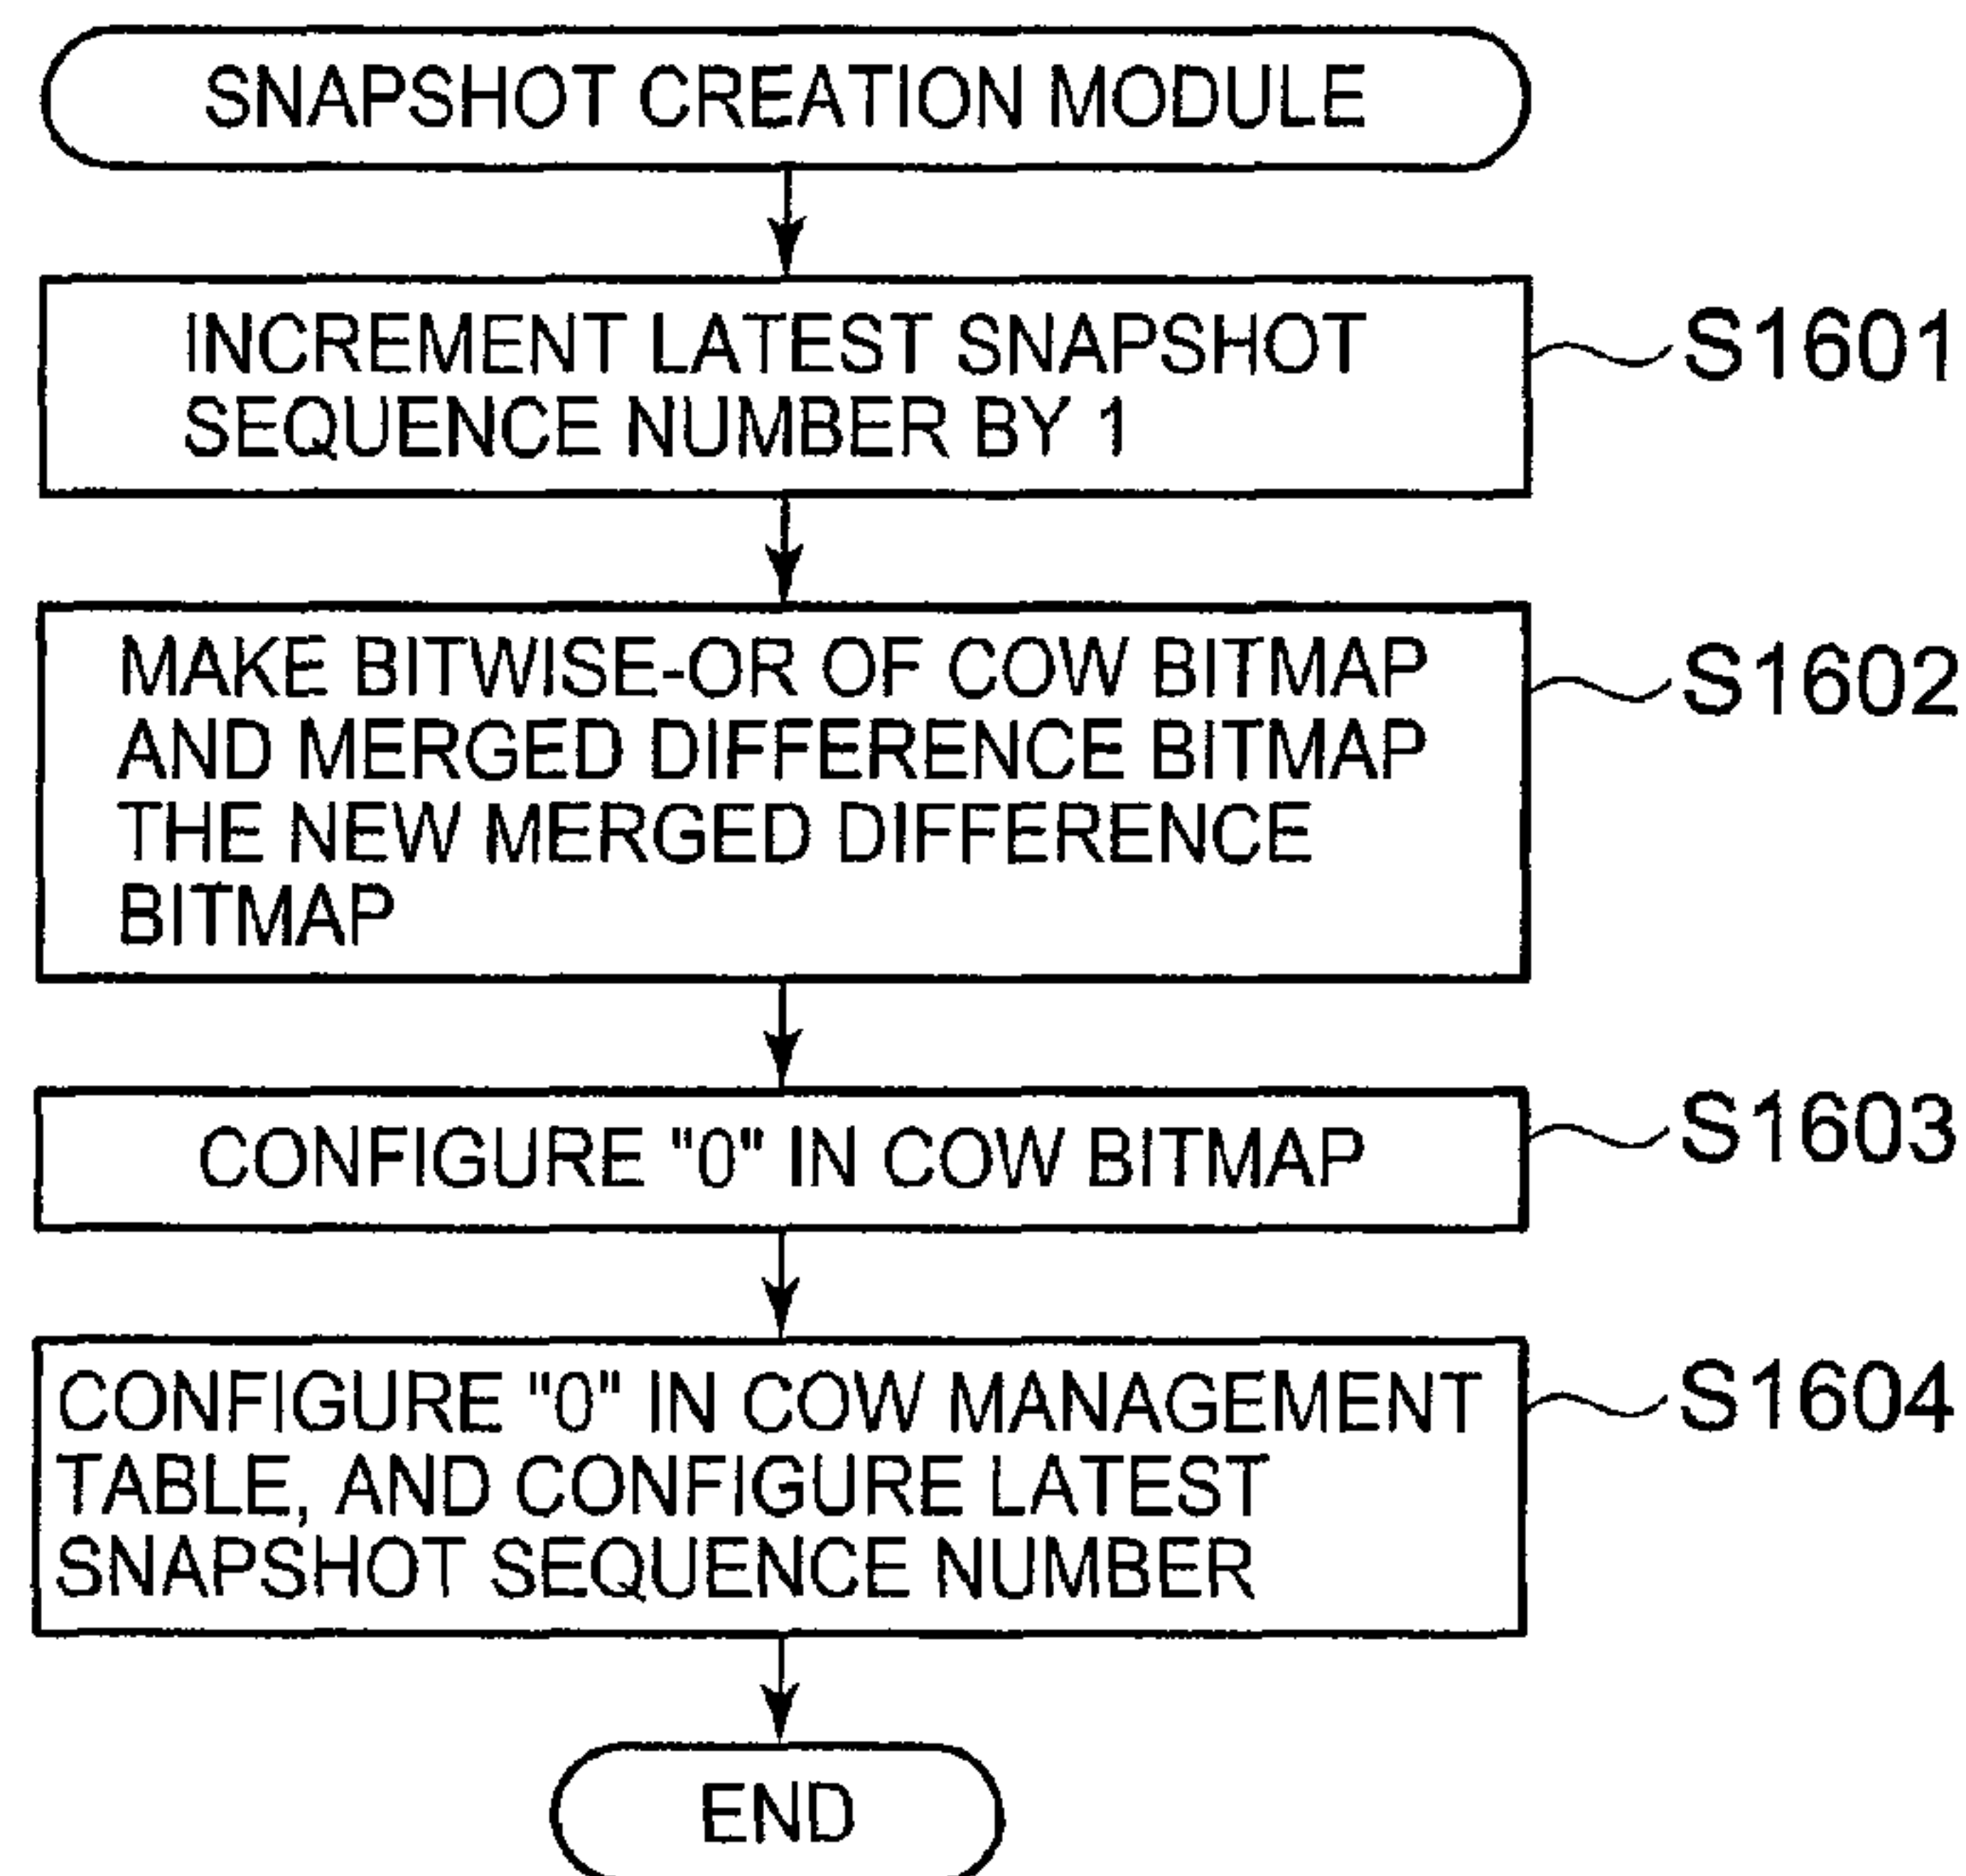 SNAPSHOT CREATION MODULE
INCREMENT LATEST SNAPSHOT
SEQUENCE NUMBER BY 1
S1601
MAKE BITWISE-OR OF COW BITMAP
AND MERGED DIFFERENCE BITMAP
THE NEW MERGED DIFFERENCE
BITMAP
S1602
CONFIGURE "0" IN COW BITMAP
S1603
CONFIGURE "0" IN COW MANAGEMENT
TABLE, AND CONFIGURE LATEST
SNAPSHOT SEQUENCE NUMBER
S1604
END